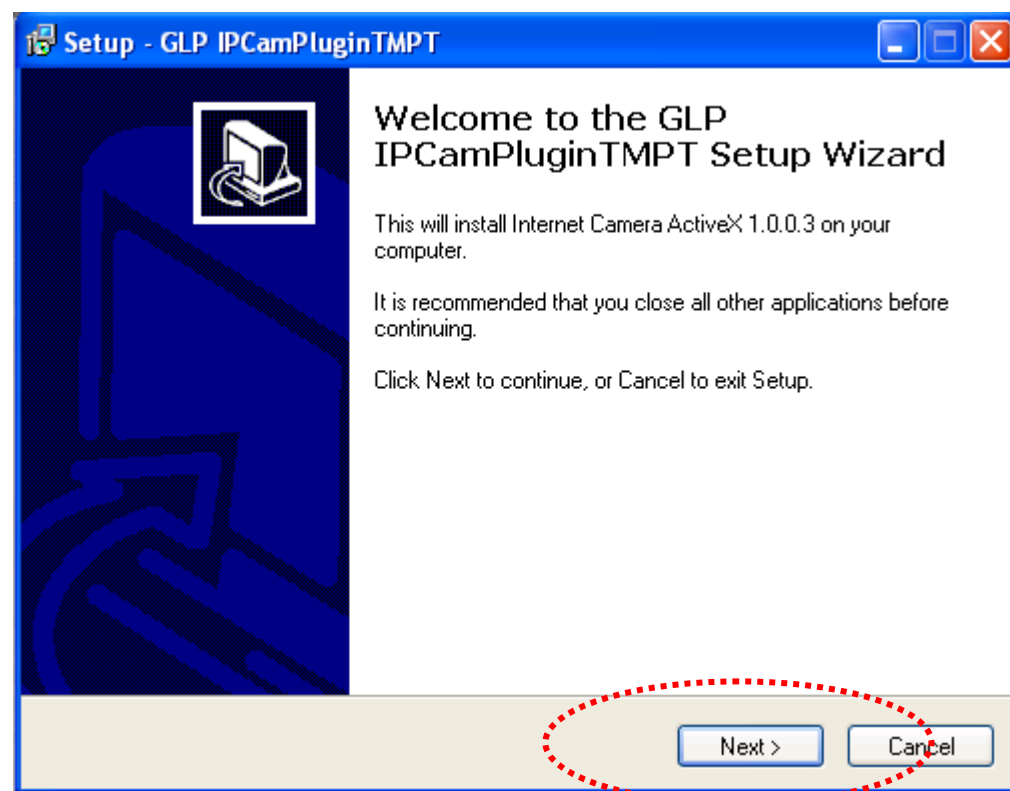 Setup - GLP IPCamPluginTMPT
Welcome to the GLP
IPCamPluginTMPT Setup Wizard
This will install Internet Camera ActiveX 1.0.0.3 on your
computer.
It is recommended that you close all other applications before
continuing.
Click Next to continue, or Cancel to exit Setup.
Next >
Cancel